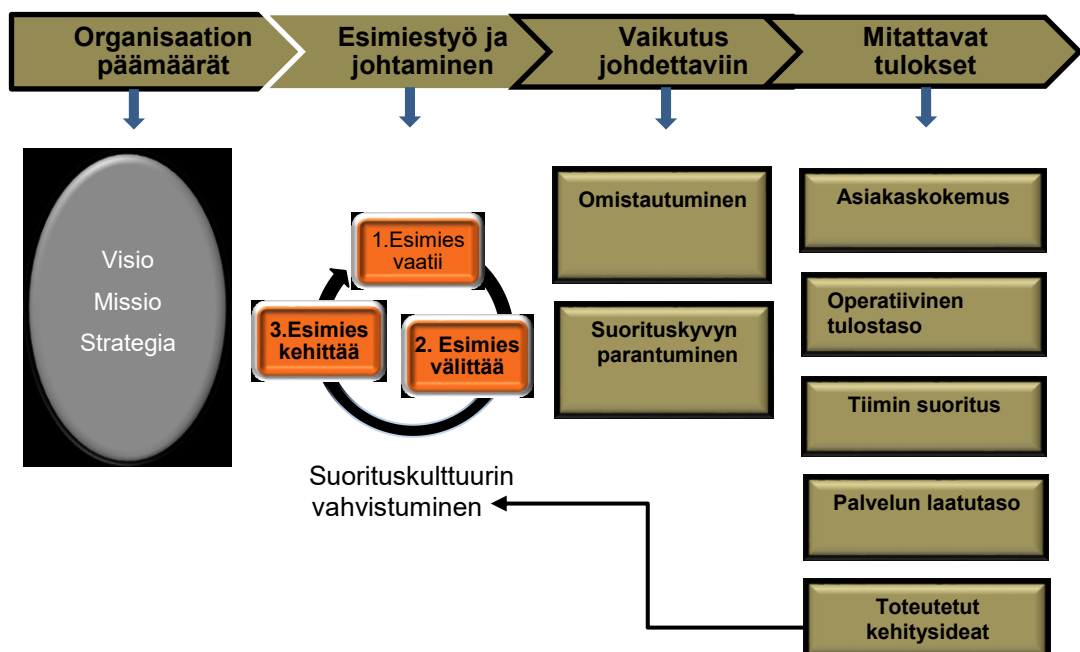 Organisaation
päämäärät
Esimiestyö ja
johtaminen
Vaikutus
johdettaviin
Mitattavat
tulokset
Visio
Missio
Strategia
1.Esimies
vaatii
2. Esimies
välittää
3.Esimies
kehittää
Suorituskulttuurin
vahvistuminen
Omistautuminen
Suorituskyvyn
parantuminen
Asiakaskokemus
Operatiivinen
tulostaso
Tiimin suoritus
Palvelun laatutaso
Toteutetut
kehitysideat